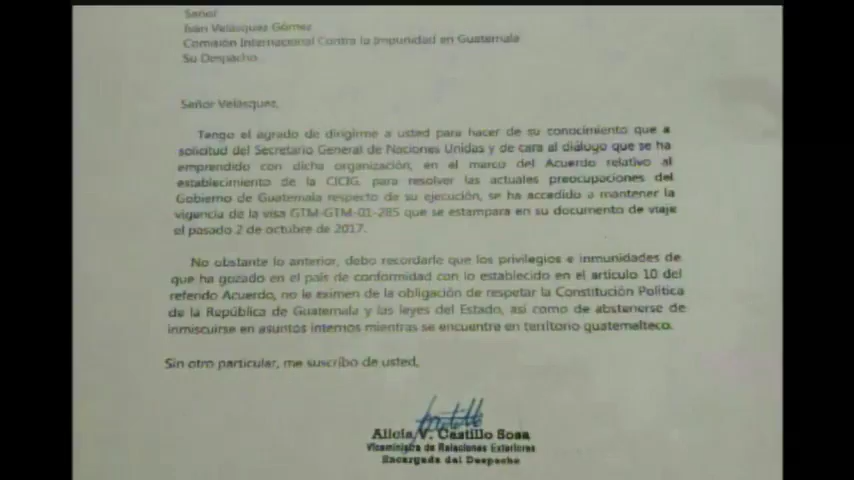 Señor
Iván Velásquez Gómez
Comisión Internacional Contra la Impunidad en Guatemala
Su Despacho
Señor Velásquez,
Tengo el agrado de dirigirme a usted para hacer de su conocimiento que a
solicitud del Secretario General de Naciones Unidas y de cara al diálogo que se ha
emprendido con dicha organización, en el marco del Acuerdo relativo al
establecimiento de la CICIG para resolver las actuales preocupaciones del
Gobierno de Guatemala respecto de su ejecución, se ha accedido a mantener la
vigencia de la visa GTM-GTM-01-285 que se estampara en su documento de viaje
el pasado 2 de octubre de 2017.
No obstante lo anterior, debo recordarle que los privilegios e inmunidades de
que ha gozado en el país de conformidad con lo establecido en el artículo 10 del
referido Acuerdo, no le eximen de la obligación de respetar la Constitución Política
de la República de Guatemala y las leyes del Estado, así como de abstenerse de
inmiscuirse en asuntos internos mientras se encuentre en territorio guatemalteco.
Sin otro particular, me suscribo de usted,
Alicia V. Castillo Sosa
Viceministra de Relaciones Exteriores
Encargada del Despacho